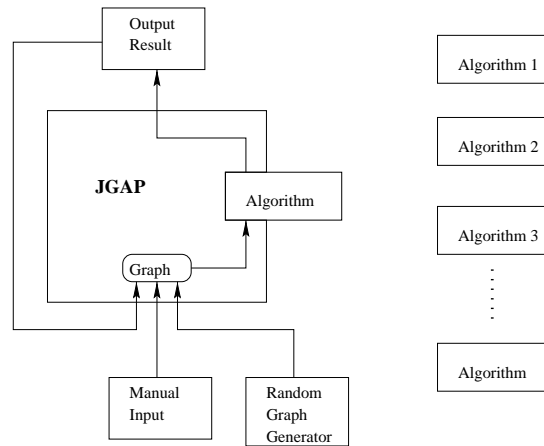 Output
Result
Algorithm 1
Algorithm 2
JGAP
Algorithm
Algorithm 3
Graph
Algorithm
Manual
Input
Random
Graph
Generator